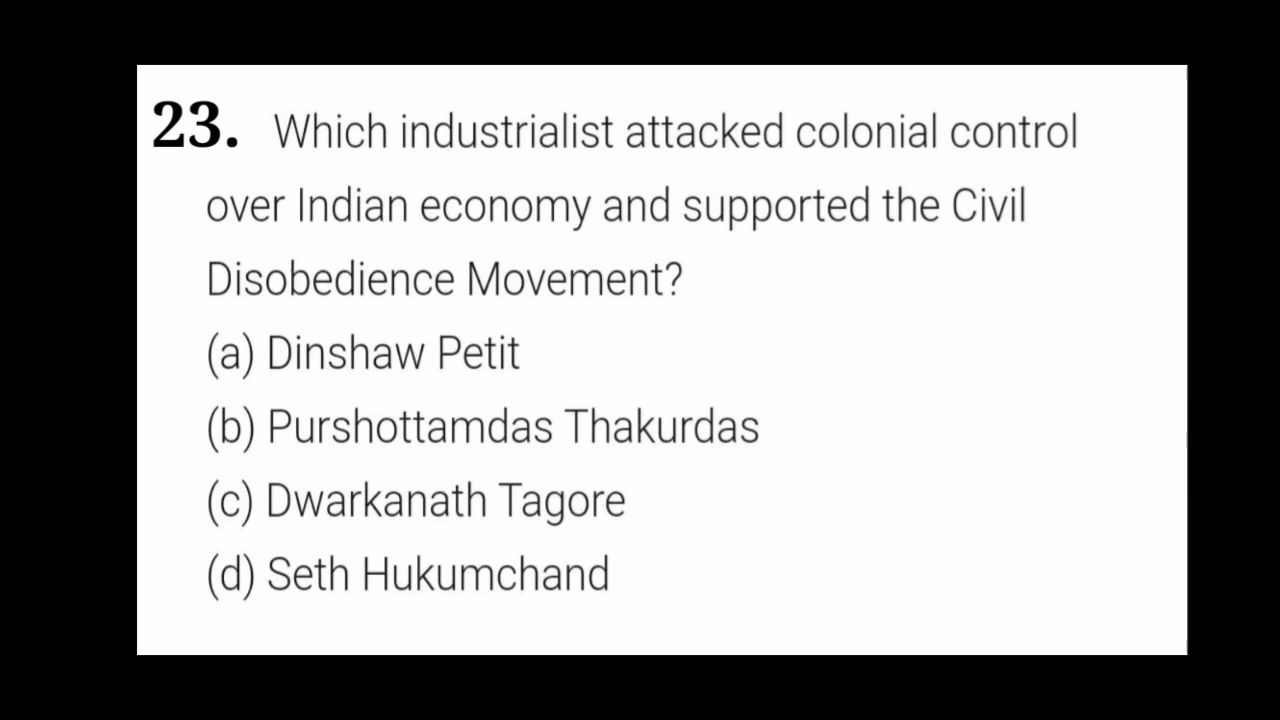 23. Which industrialist attacked colonial control
over Indian economy and supported the Civil
Disobedience Movement?
(a) Dinshaw Petit
(b) Purshottamdas Thakurdas
(c) Dwarkanath Tagore
(d) Seth Hukumchand